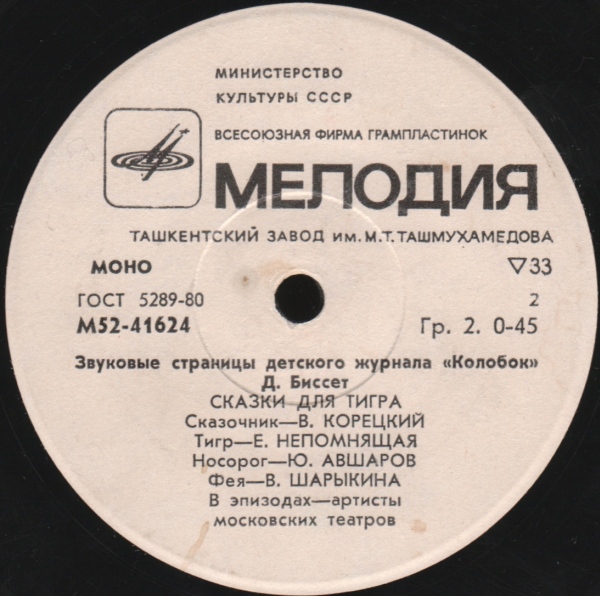 МИНИСТЕРСТВО
КУЛЬТУРЫ СССР
ВСЕСОЮЗНАЯ ФИРМА ГРАМПЛАСТИНОК
МЕЛОДИЯ
ТАШКЕНТСКИЙ ЗАВОД ИМ. М.Т. ТАШМУХАМЕДОВА
МОНО ▽33
ГОСТ 5289-80 2
М52-41624 Гр. 2. 0-45
Звуковые страницы детского журнала «Колобок»
Д. Биссет
СКАЗКИ ДЛЯ ТИГРА
Сказочник—В. КОРЕЦКИЙ
Тигр—Е. НЕПОМНЯЩАЯ
Носорог—Ю. АВШАРОВ
Фея—В. ШАРЫКИНА
В эпизодах—артисты
московских театров